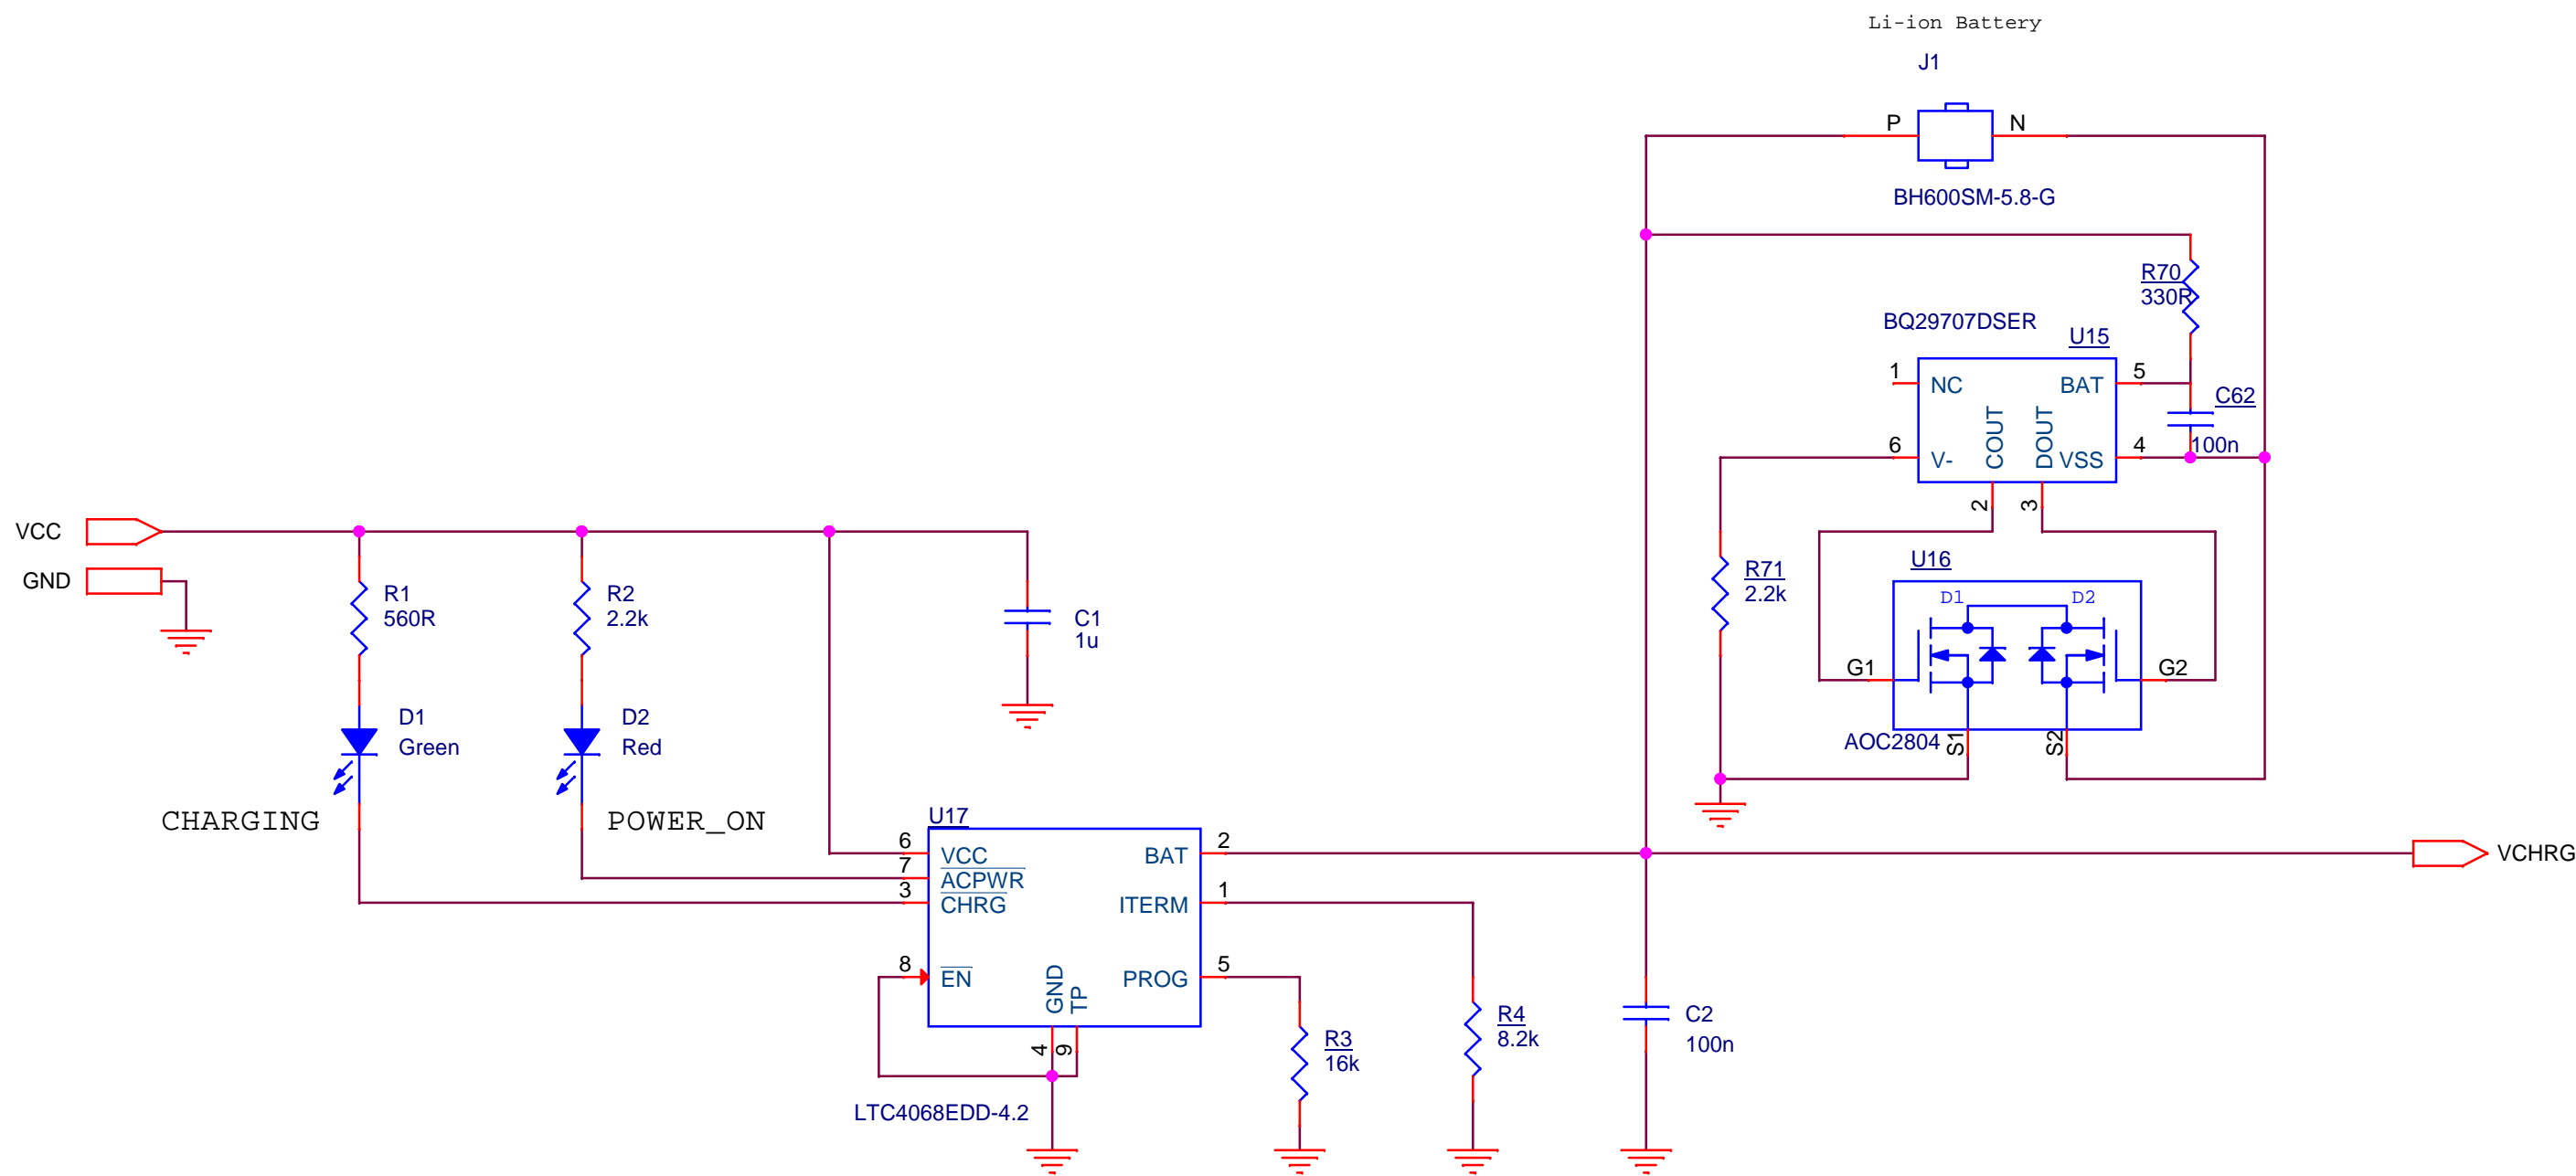 Li-ion Battery
J1
P
N
BH600SM-5.8-G
R70
330R
BQ29707DSER
U15
1
NC
BAT
5
C62
100n
6
V-
COUT
DOUT
VSS
4
2
3
VCC
GND
R1
560R
R2
2.2k
C1
1u
R71
2.2k
U16
D1
D2
G1
G2
AOC2804
S1
S2
D1
Green
D2
Red
CHARGING
POWER_ON
U17
6
VCC
BAT
2
7
ACPWR
3
CHRG
ITERM
1
8
EN
GND
TP
PROG
5
4
9
LTC4068EDD-4.2
R3
16k
R4
8.2k
C2
100n
VCHRG